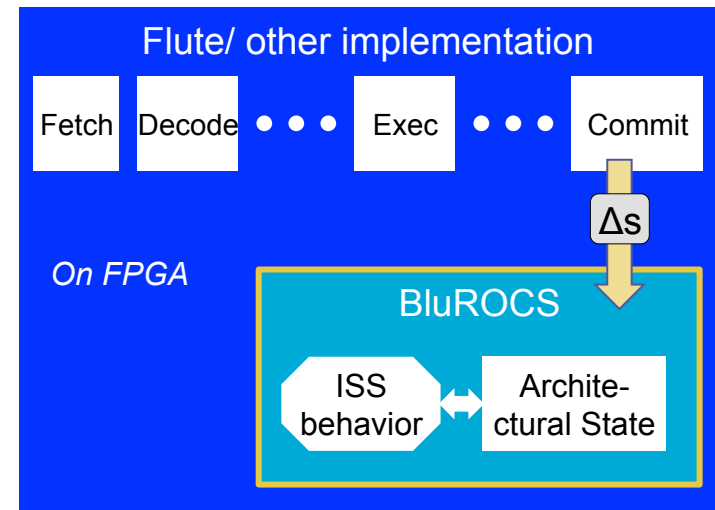 Flute/ other implementation
Fetch
Decode
Exec
Commit
Δs
On FPGA
BluROCS
ISS
behavior
Archite-
ctural State